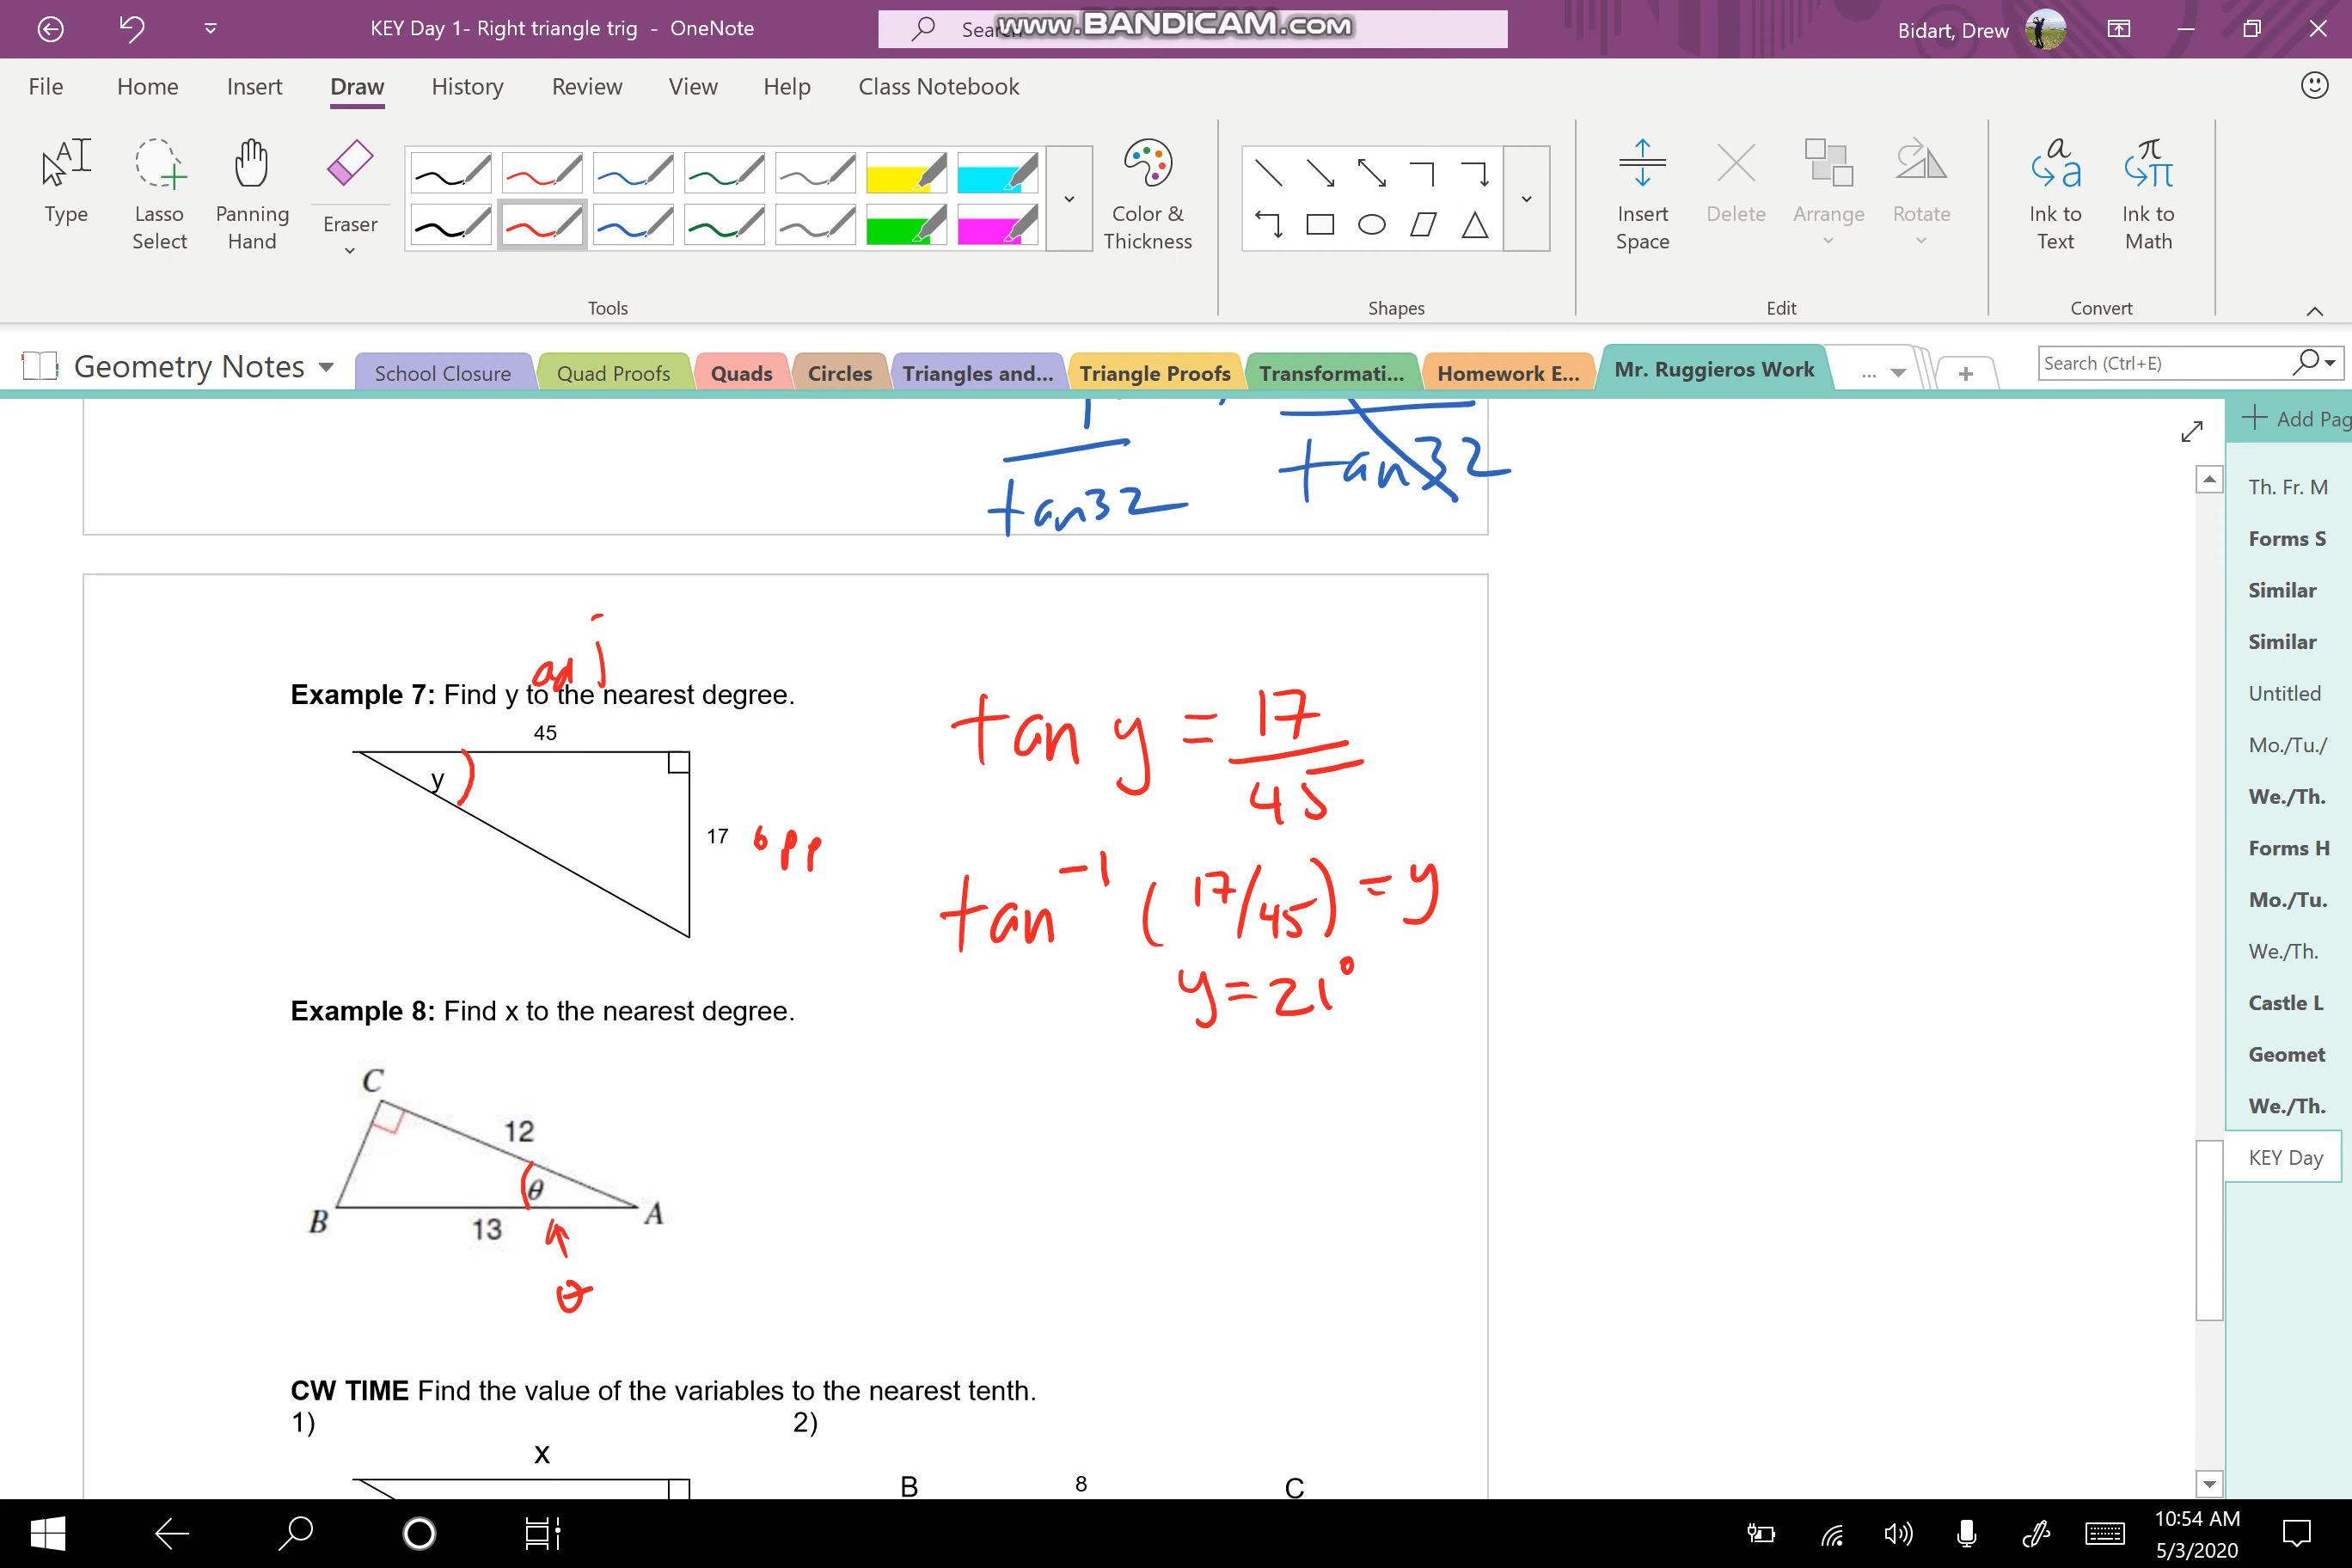 KEY Day 1- Right triangle trig - OneNote
www.BANDICAM.com
Bidart, Drew
File Home Insert Draw History Review View Help Class Notebook
Type
Lasso Select
Panning Hand
Eraser
Color & Thickness
Insert Space
Delete
Arrange
Rotate
Ink to Text
Ink to Math
Tools Shapes Edit Convert
Geometry Notes
School Closure
Quad Proofs
Quads
Circles
Triangles and...
Triangle Proofs
Transformati...
Homework E...
Mr. Ruggieros Work
...
Search (Ctrl+E)
Add Pag
Th. Fr. M
Forms S
Similar
Similar
Untitled
Mo./Tu./
We./Th.
Forms H
Mo./Tu.
We./Th.
Castle L
Geomet
We./Th.
KEY Day
tan32
tan32
adj
Example 7: Find y to the nearest degree.
45
y
17 opp
tan y = 17/45
tan⁻¹ (17/45) = y
y = 21°
Example 8: Find x to the nearest degree.
C
12
θ
B 13 A
θ
CW TIME Find the value of the variables to the nearest tenth.
1) 2)
x
B 8 C
10:54 AM
5/3/2020